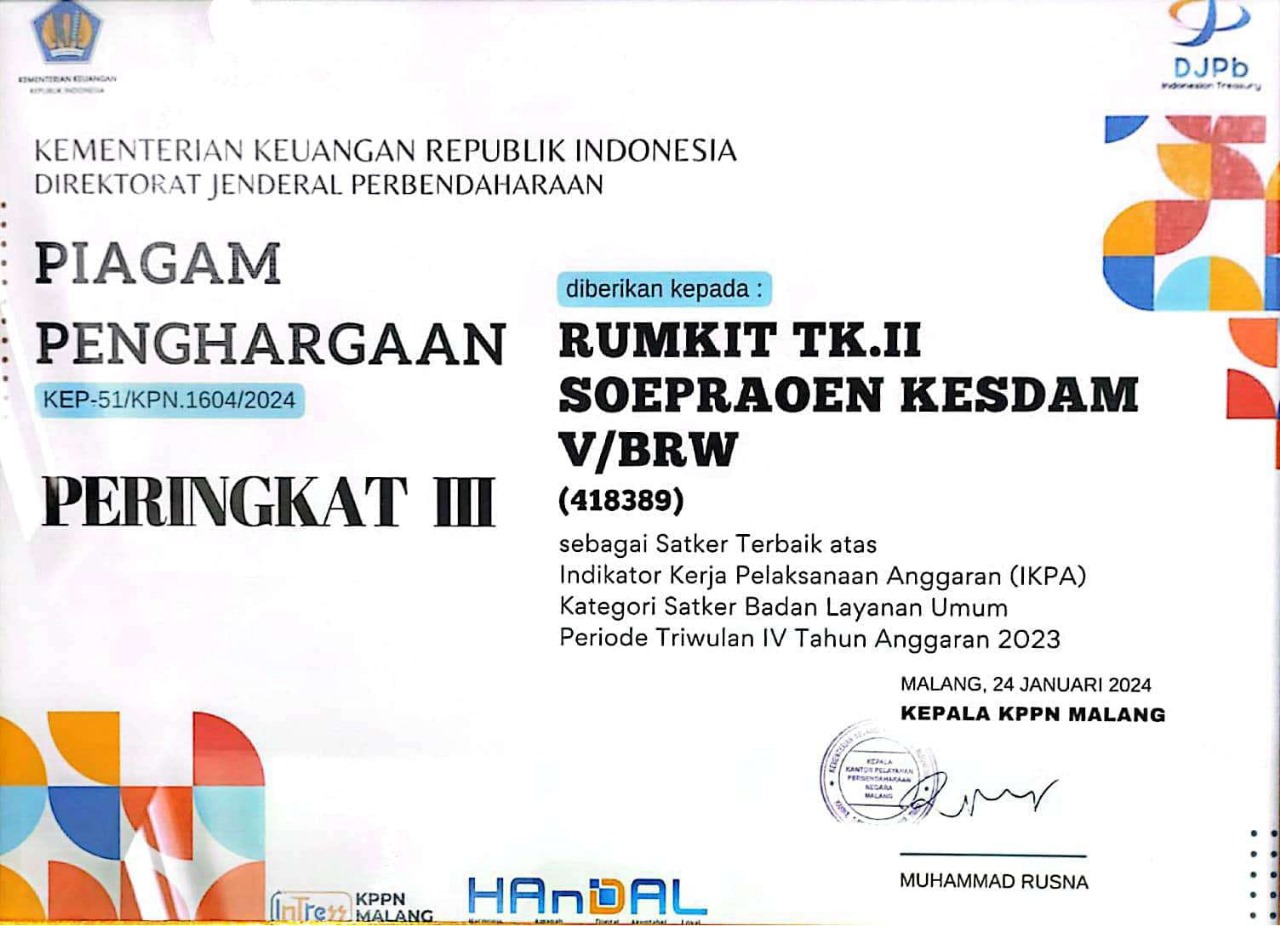 KEMENTERIAN KEUANGAN
REPUBLIK INDONESIA
DJPb
Indonesian Treasury
KEMENTERIAN KEUANGAN REPUBLIK INDONESIA
DIREKTORAT JENDERAL PERBENDAHARAAN
PIAGAM
PENGHARGAAN
KEP-51/KPN.1604/2024
PERINGKAT III
diberikan kepada :
RUMKIT TK.II
SOEPRAOEN KESDAM
V/BRW
(418389)
sebagai Satker Terbaik atas
Indikator Kerja Pelaksanaan Anggaran (IKPA)
Kategori Satker Badan Layanan Umum
Periode Triwulan IV Tahun Anggaran 2023
MALANG, 24 JANUARI 2024
KEPALA KPPN MALANG
KEPALA
KANTOR PELAYANAN
PERBENDAHARAAN
NEGARA
MALANG
MUHAMMAD RUSNA
InTress
KPPN
MALANG
HAnDAL